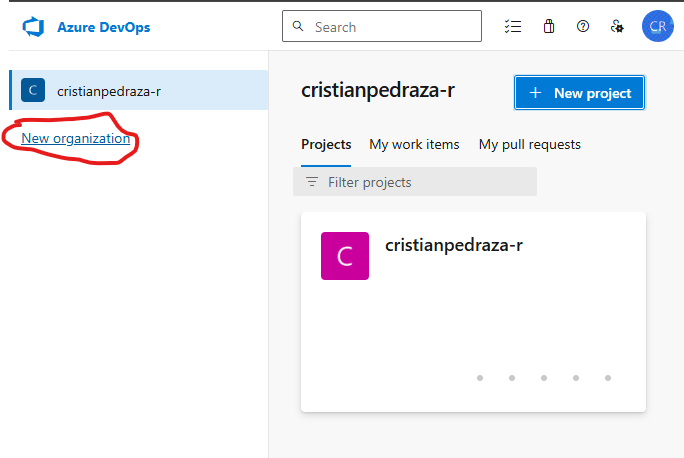 Azure DevOps
Search
CR
C
cristianpedraza-r
New organization
cristianpedraza-r
+ New project
Projects
My work items
My pull requests
Filter projects
C
cristianpedraza-r